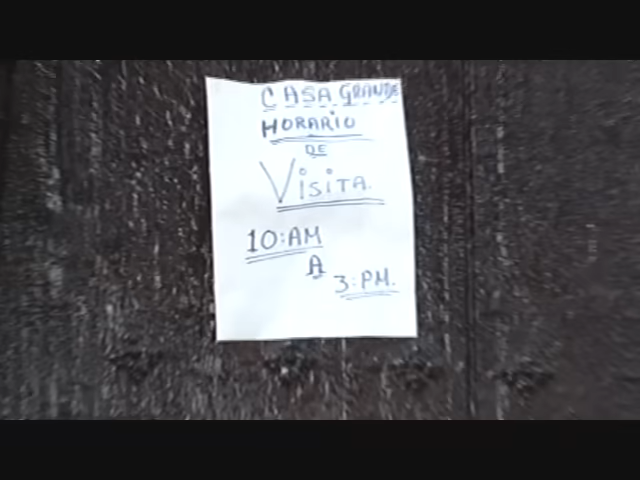 CASA GRANDE
HORARIO
DE
VISITA.
10:AM
A
3:PM.